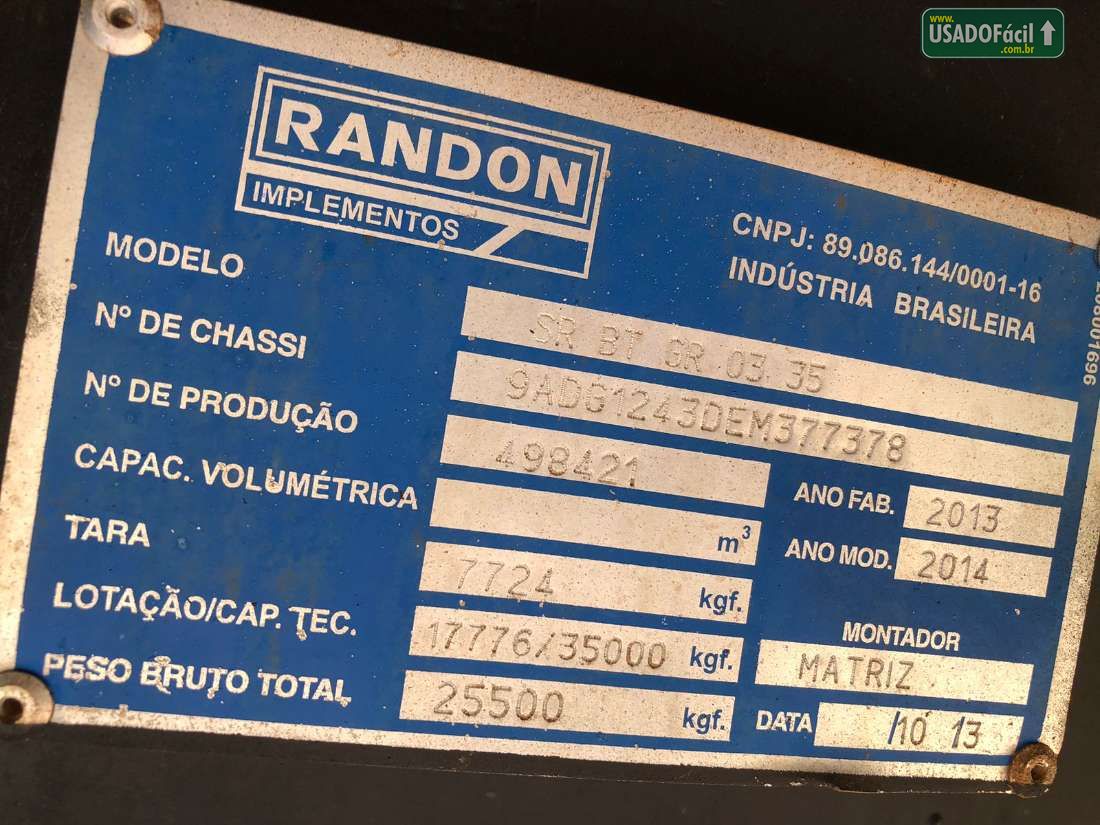 www.
USADOFácil
.com.br
RANDON
IMPLEMENTOS
CNPJ: 89.086.144/0001-16
INDÚSTRIA BRASILEIRA
MODELO SR BT GR 03 35
Nº DE CHASSI 9ADG1243DEM377378
Nº DE PRODUÇÃO 498421 ANO FAB. 2013
CAPAC. VOLUMÉTRICA m³ ANO MOD. 2014
TARA 7724 kgf.
LOTAÇÃO/CAP. TEC. 17776/35000 kgf. MONTADOR MATRIZ
PESO BRUTO TOTAL 25500 kgf. DATA /10 13